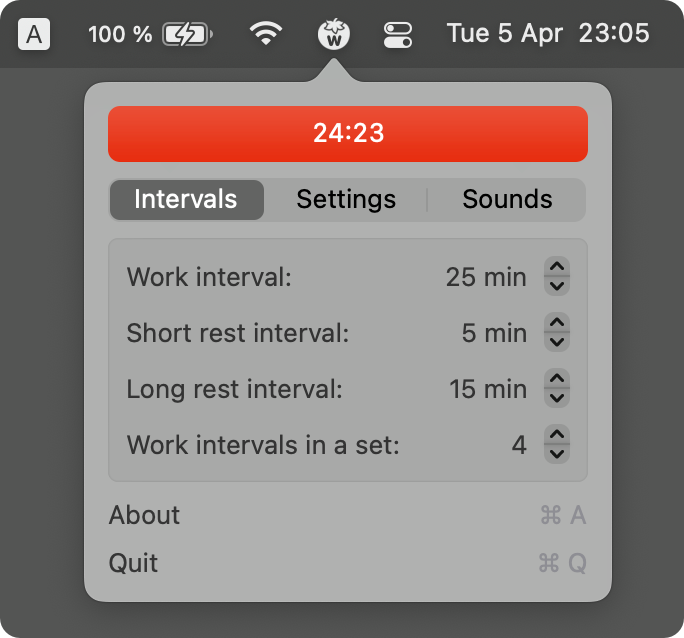 A 100 % W Tue 5 Apr 23:05
24:23
Intervals Settings Sounds
Work interval: 25 min
Short rest interval: 5 min
Long rest interval: 15 min
Work intervals in a set: 4
About ⌘ A
Quit ⌘ Q